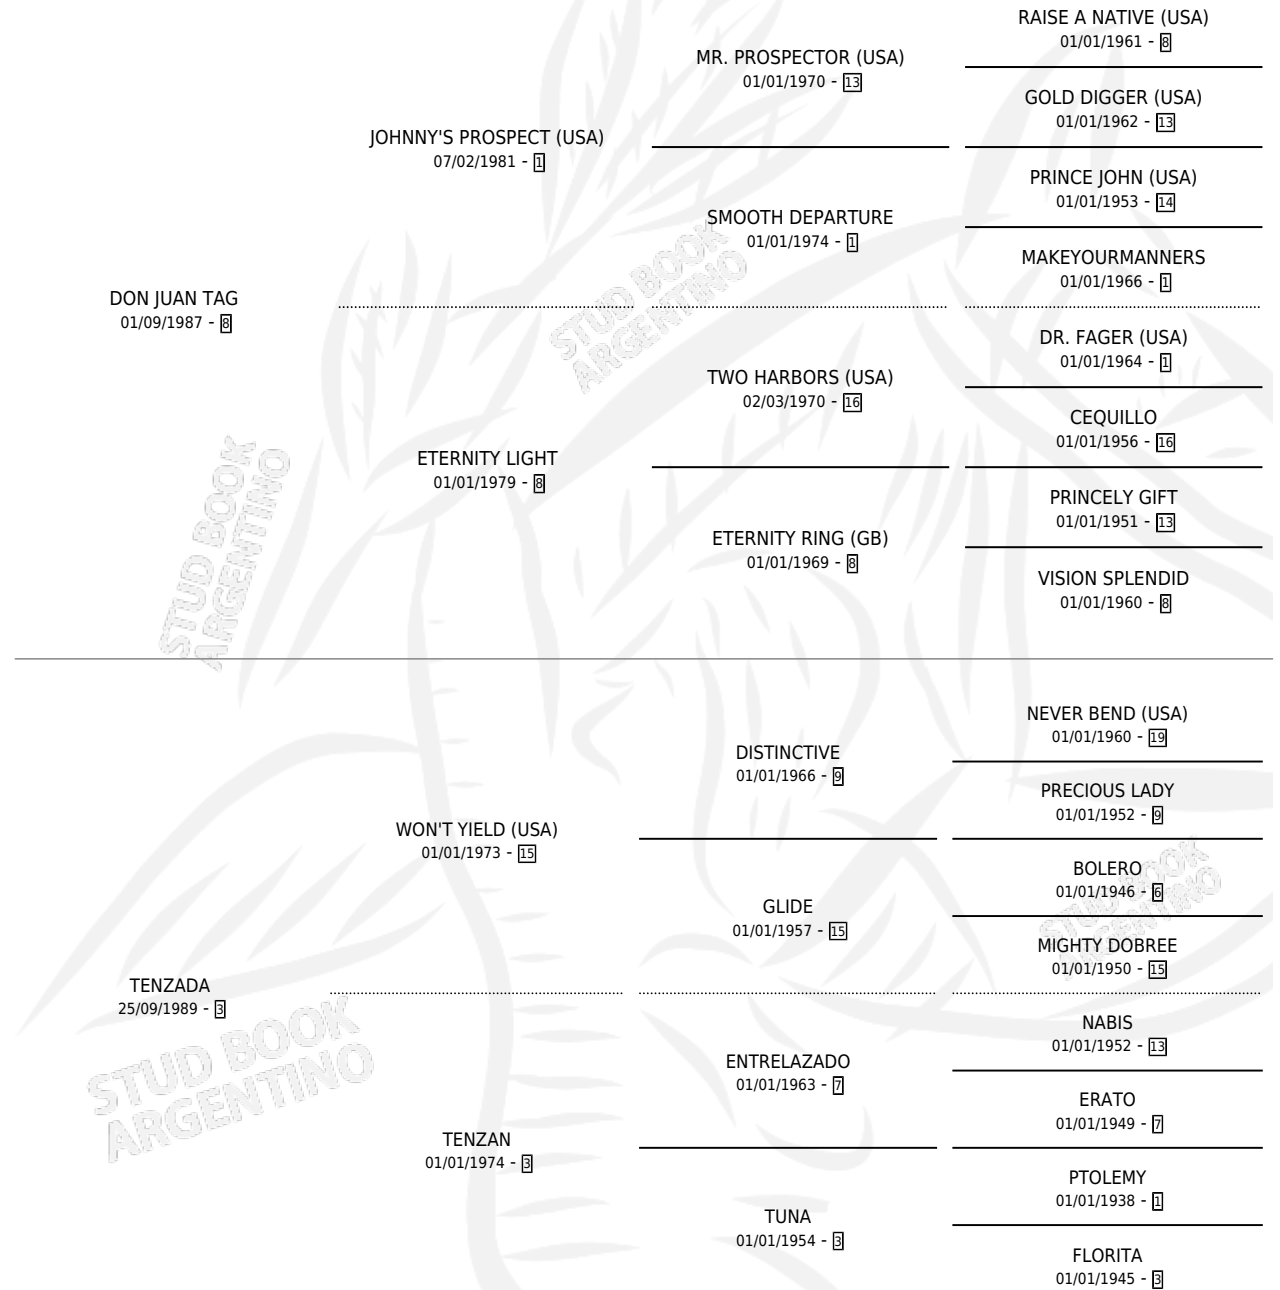 RAISE A NATIVE (USA)
01/01/1961 - 8
MR. PROSPECTOR (USA)
01/01/1970 - 13
GOLD DIGGER (USA)
01/01/1962 - 13
JOHNNY'S PROSPECT (USA)
07/02/1981 - 1
PRINCE JOHN (USA)
01/01/1953 - 14
SMOOTH DEPARTURE
01/01/1974 - 1
MAKEYOURMANNERS
01/01/1966 - 1
DON JUAN TAG
01/09/1987 - 8
DR. FAGER (USA)
01/01/1964 - 1
TWO HARBORS (USA)
02/03/1970 - 16
CEQUILLO
01/01/1956 - 16
ETERNITY LIGHT
01/01/1979 - 8
PRINCELY GIFT
01/01/1951 - 13
ETERNITY RING (GB)
01/01/1969 - 8
VISION SPLENDID
01/01/1960 - 8
STUD BOOK
ARGENTINO
STUD BOOK
ARGENTINO
NEVER BEND (USA)
01/01/1960 - 19
DISTINCTIVE
01/01/1966 - 9
PRECIOUS LADY
01/01/1952 - 9
WON'T YIELD (USA)
01/01/1973 - 15
BOLERO
01/01/1946 - 6
GLIDE
01/01/1957 - 15
MIGHTY DOBREE
01/01/1950 - 15
STUD BOOK
ARGENTINO
TENZADA
25/09/1989 - 3
NABIS
01/01/1952 - 13
ENTRELAZADO
01/01/1963 - 7
ERATO
01/01/1949 - 7
TENZAN
01/01/1974 - 3
PTOLEMY
01/01/1938 - 1
TUNA
01/01/1954 - 3
FLORITA
01/01/1945 - 3
STUD BOOK
ARGENTINO